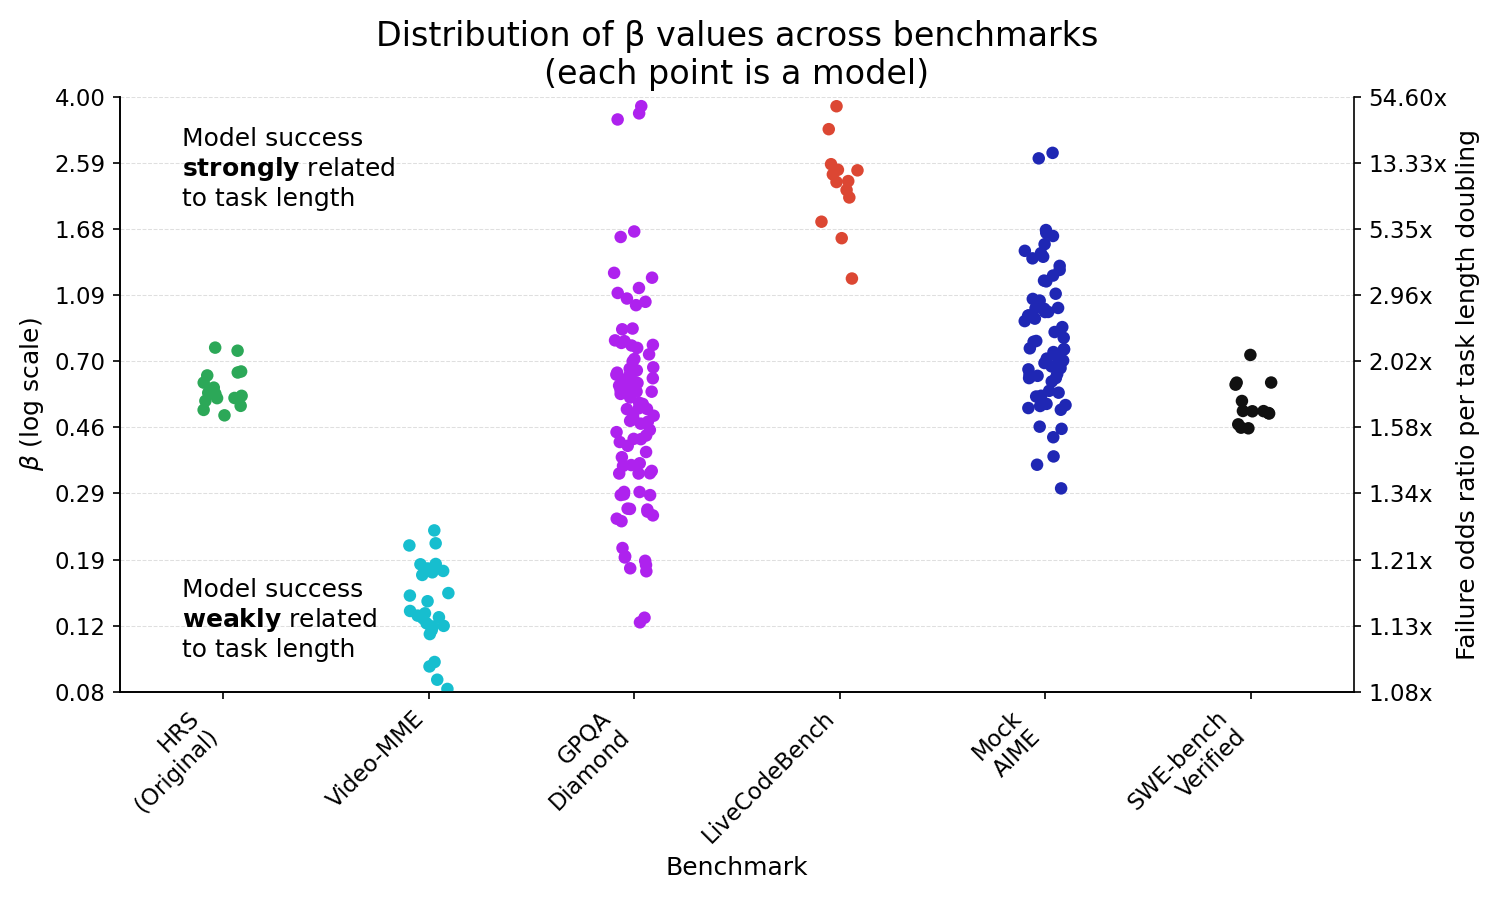 Distribution of β values across benchmarks
(each point is a model)
4.00
2.59
1.68
1.09
0.70
0.46
0.29
0.19
0.12
0.08
β (log scale)
Model success
strongly related
to task length
Model success
weakly related
to task length
54.60x
13.33x
5.35x
2.96x
2.02x
1.58x
1.34x
1.21x
1.13x
1.08x
Failure odds ratio per task length doubling
HRS
(Original)
Video-MME
GPQA
Diamond
LiveCodeBench
Mock
AIME
SWE-bench
Verified
Benchmark